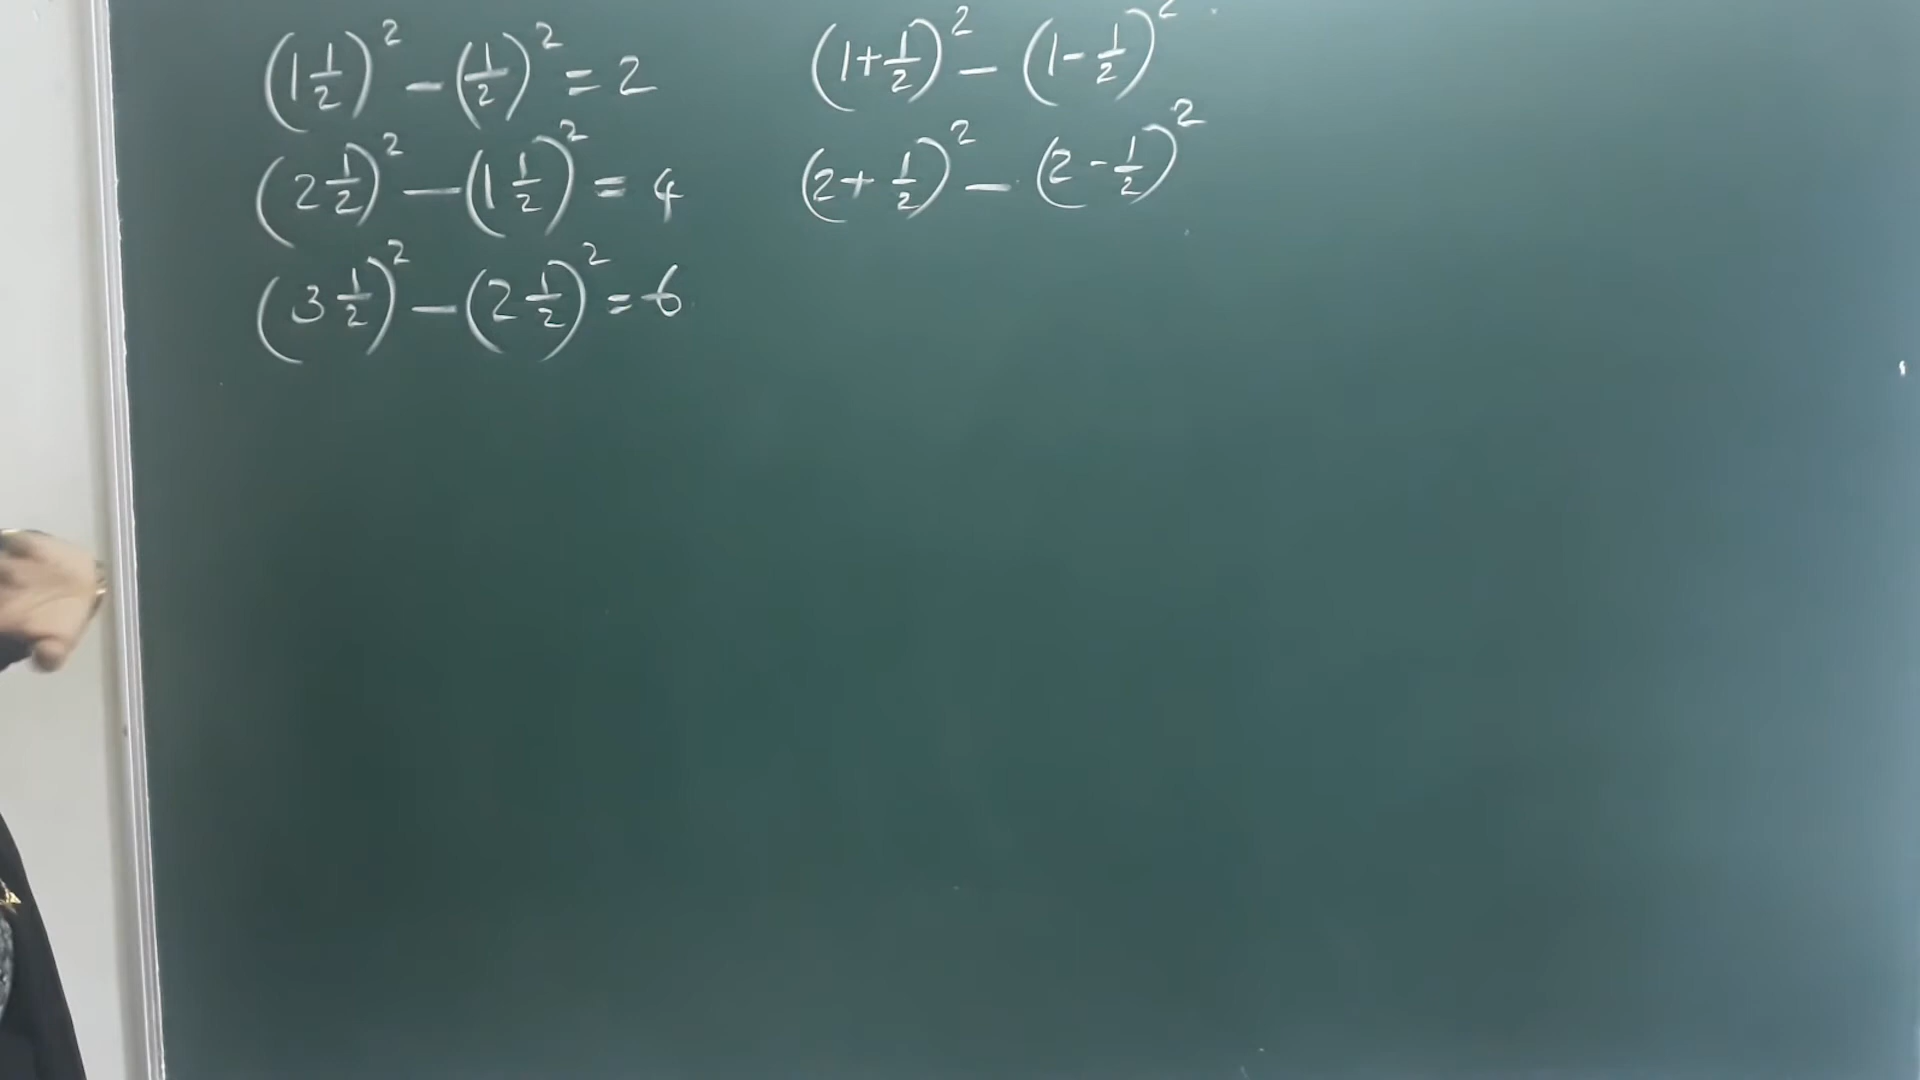 (1 1/2)² - (1/2)² = 2
(2 1/2)² - (1 1/2)² = 4
(3 1/2)² - (2 1/2)² = 6
(1 + 1/2)² - (1 - 1/2)²
(2 + 1/2)² - (2 - 1/2)²